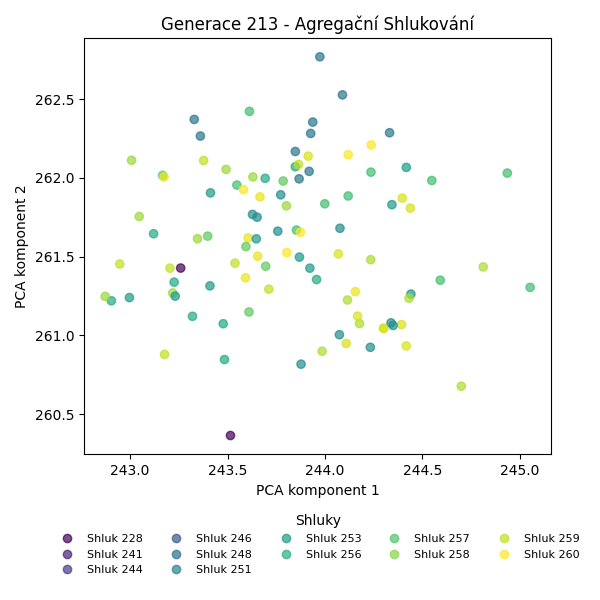 Generace 213 - Agregační Shlukování
PCA komponent 2
262.5
262.0
261.5
261.0
260.5
243.0 243.5 244.0 244.5 245.0
PCA komponent 1
Shluky
Shluk 228 Shluk 246 Shluk 253 Shluk 257 Shluk 259
Shluk 241 Shluk 248 Shluk 256 Shluk 258 Shluk 260
Shluk 244 Shluk 251